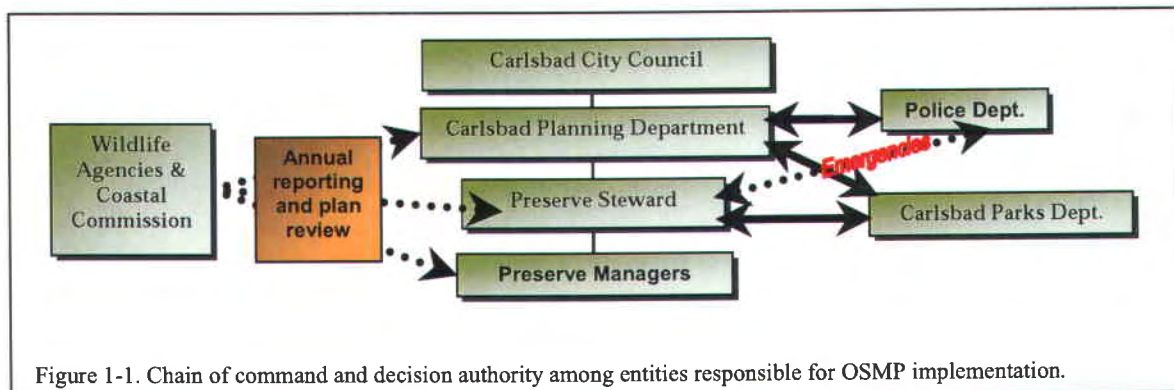 Carlsbad City Council
Carlsbad Planning Department
Police Dept.
Wildlife
Agencies &
Coastal
Commission
Annual
reporting
and plan
review
Emergencies
Preserve Steward
Carlsbad Parks Dept.
Preserve Managers
Figure 1-1. Chain of command and decision authority among entities responsible for OSMP implementation.